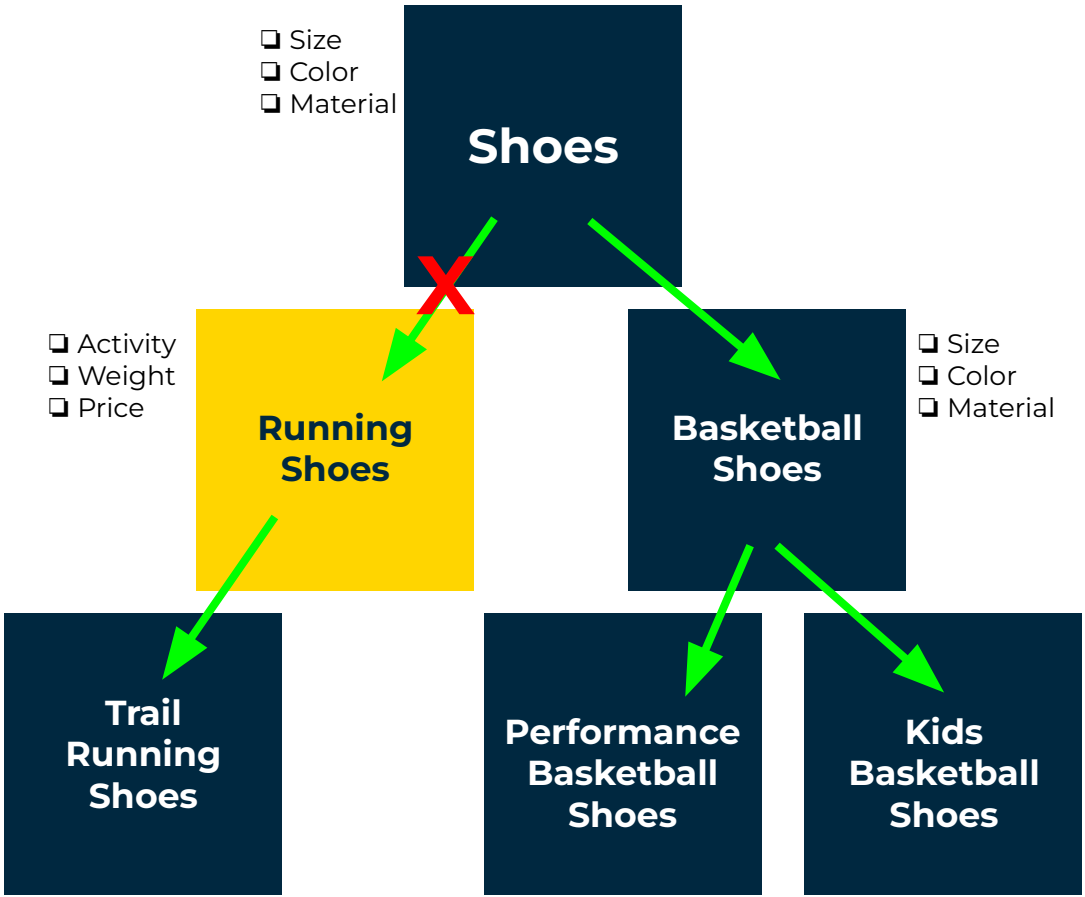 ❏ Size
❏ Color
❏ Material
Shoes
X
❏ Activity
❏ Weight
❏ Price
Running
Shoes
Basketball
Shoes
❏ Size
❏ Color
❏ Material
Trail
Running
Shoes
Performance
Basketball
Shoes
Kids
Basketball
Shoes